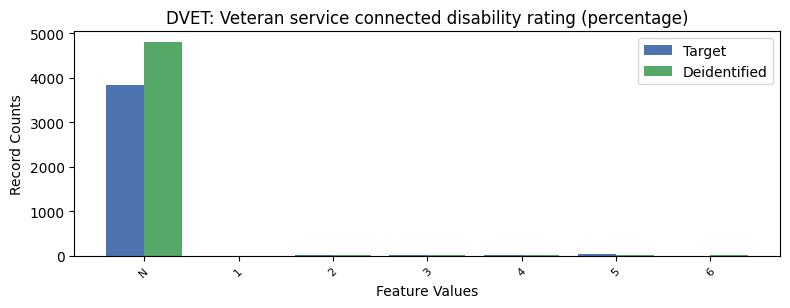 DVET: Veteran service connected disability rating (percentage)
Target
Deidentified
Record Counts
5000
4000
3000
2000
1000
0
N 1 2 3 4 5 6
Feature Values